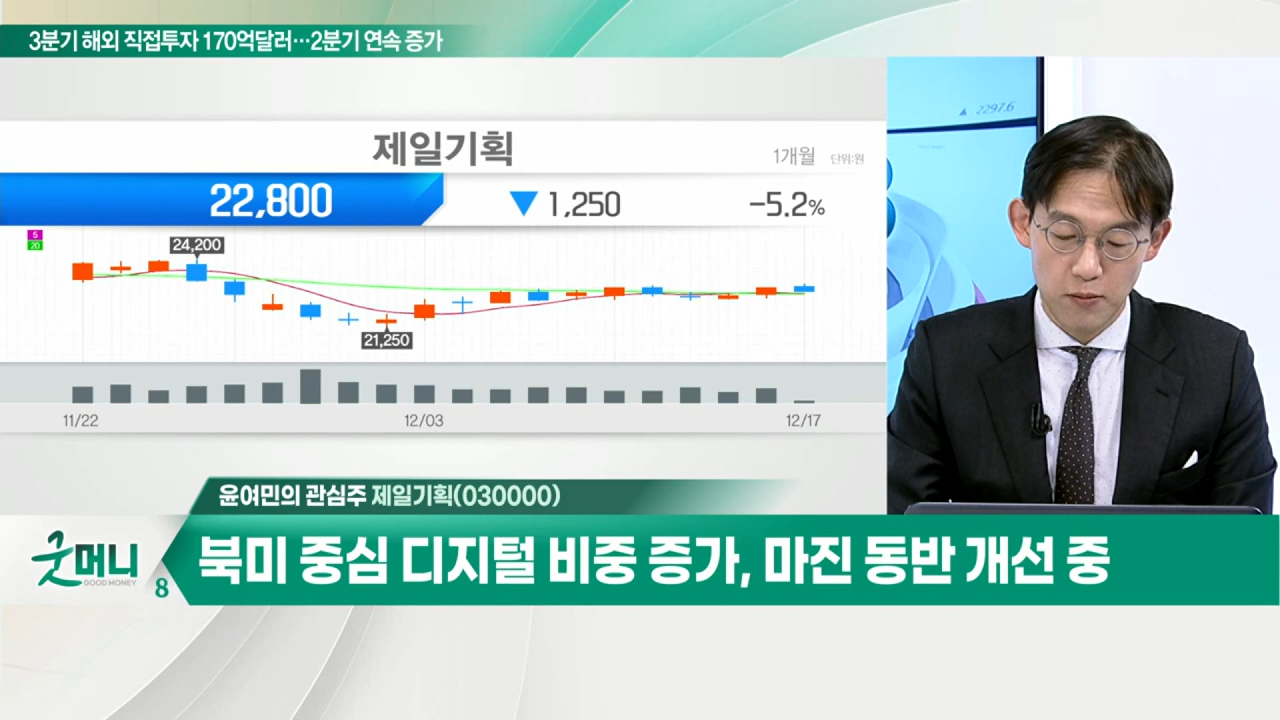 3분기 해외 직접투자 170억달러…2분기 연속 증가
▲ 2297.6
제일기획
1개월 단위:원
22,800 ▼ 1,250 -5.2%
5
20
24,200
21,250
11/22 12/03 12/17
윤여민의 관심주 제일기획(030000)
굿머니
GOOD MONEY
8
북미 중심 디지털 비중 증가, 마진 동반 개선 중